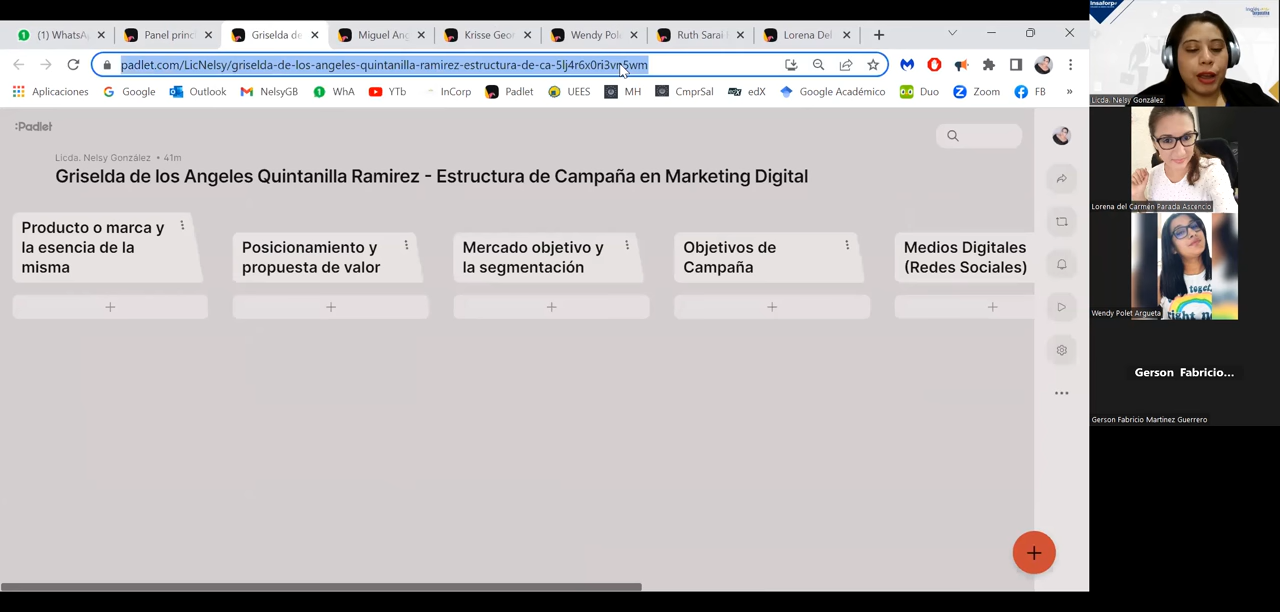 (1) WhatsA
Panel princ
Griselda de
Miguel Ang
Krisse Geor
Wendy Pole
Ruth Sarai
Lorena Del
padlet.com/LicNelsy/griselda-de-los-angeles-quintanilla-ramirez-estructura-de-ca-5lj4r6x0ri3vr5wm
Aplicaciones
Google
Outlook
NelsyGB
WhA
YTb
InCorp
Padlet
UEES
MH
CmprSal
edX
Google Académico
Duo
Zoom
FB
»
:Padlet
Licda. Nelsy González • 41m
Griselda de los Angeles Quintanilla Ramirez - Estructura de Campaña en Marketing Digital
Producto o marca y
la esencia de la
misma
Posicionamiento y
propuesta de valor
Mercado objetivo y
la segmentación
Objetivos de
Campaña
Medios Digitales
(Redes Sociales)
Insaforp
Licda. Nelsy González
Lorena del Carmen Parada Ascencio
Wendy Polet Argueta
Gerson Fabricio...
Gerson Fabricio Martinez Guerrero